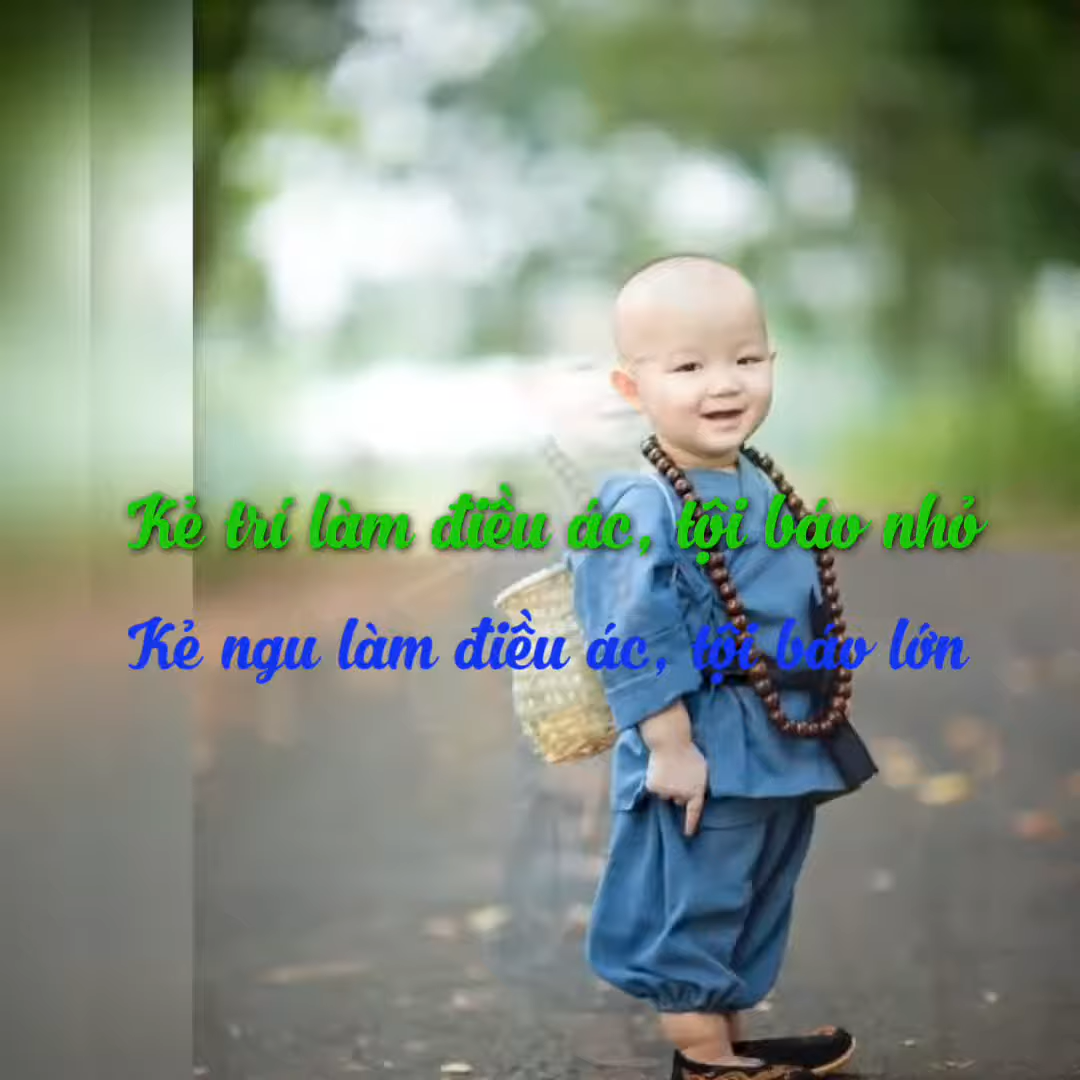 Kẻ trí làm điều ác, tội báo nhỏ
Kẻ ngu làm điều ác, tội báo lớn